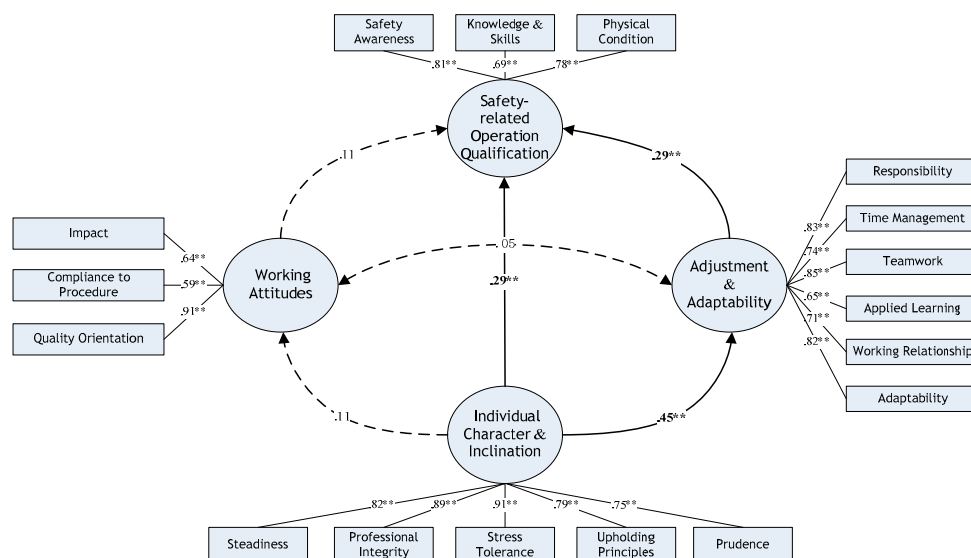 Safety
Awareness
Knowledge &
Skills
Physical
Condition
.81**
.69**
.78**
Safety-
related
Operation
Qualification
.11
.29**
Responsibility
Time Management
Teamwork
Applied Learning
Working Relationship
Adaptability
.83**
.74**
.85**
.65**
.71**
.82**
Impact
Compliance to
Procedure
Quality Orientation
.64**
.59**
.91**
Working
Attitudes
.05
.29**
Adjustment
&
Adaptability
.11
Individual
Character &
Inclination
.45**
.82**
.89**
.91**
.79**
.75**
Steadiness
Professional
Integrity
Stress
Tolerance
Upholding
Principles
Prudence